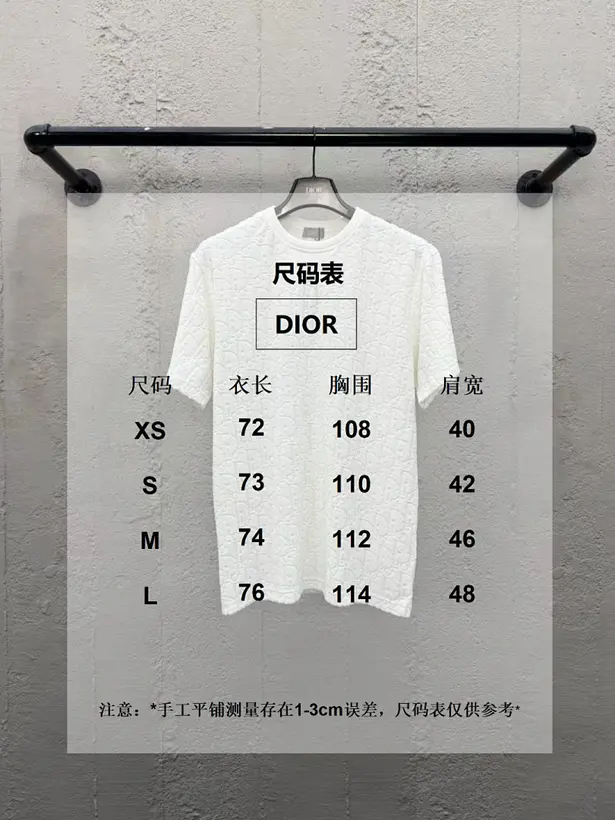 DIOR
尺码表
DIOR
尺码 衣长 胸围 肩宽
XS 72 108 40
S 73 110 42
M 74 112 46
L 76 114 48
注意：*手工平铺测量存在1-3cm误差，尺码表仅供参考*